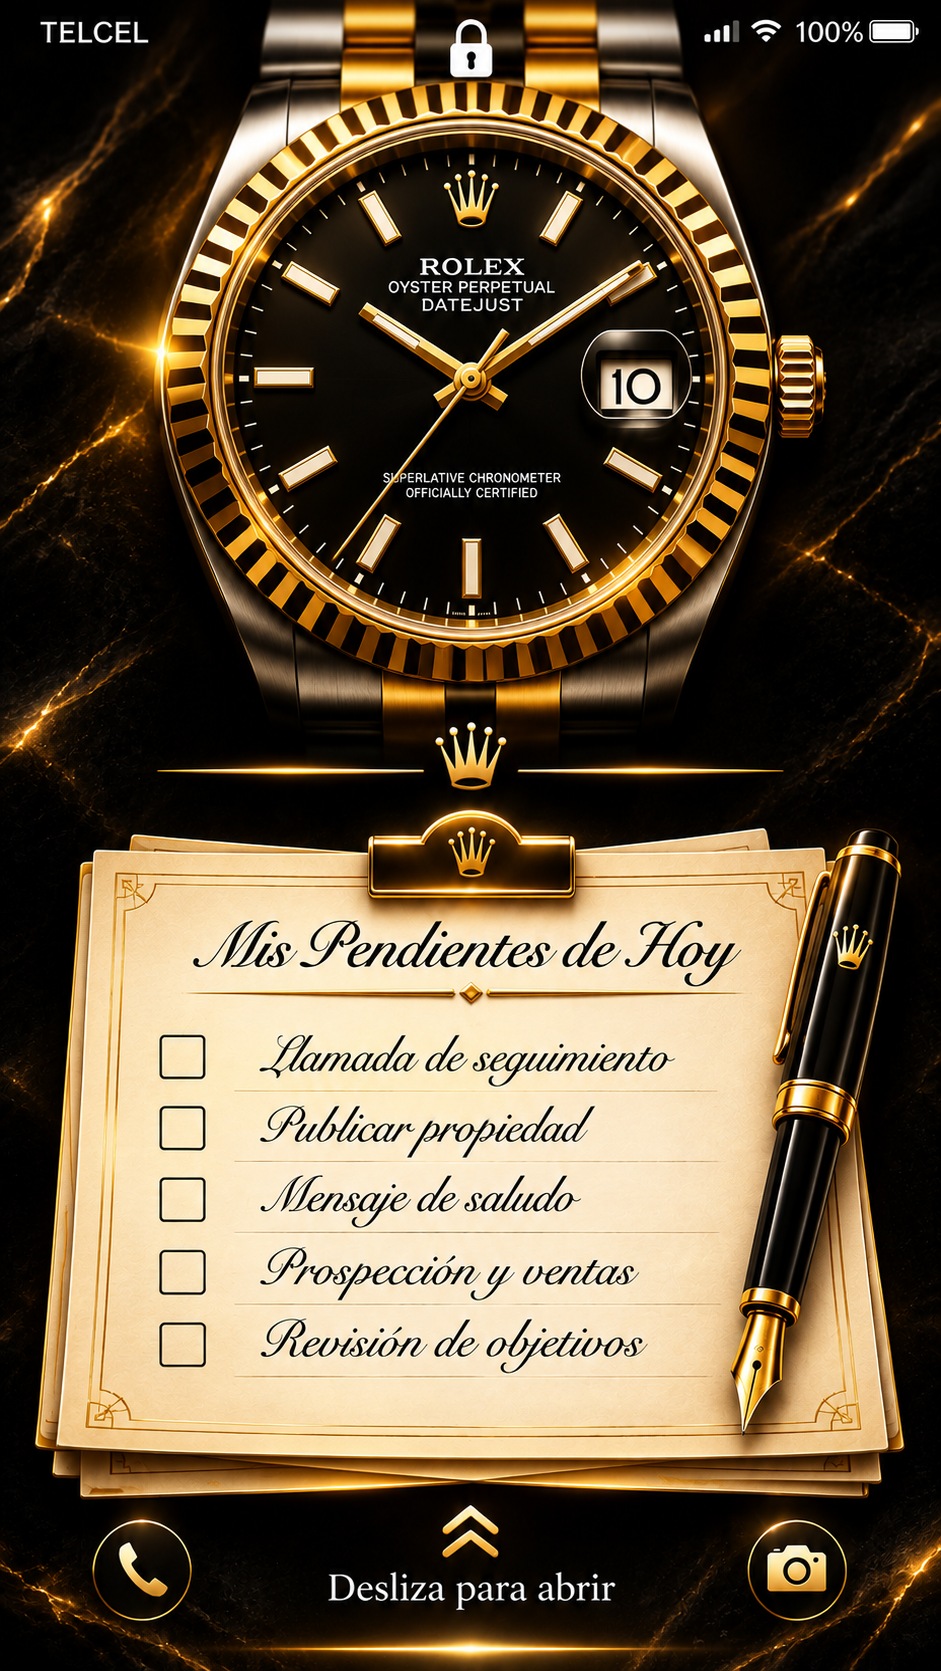 TELCEL
100%
ROLEX
OYSTER PERPETUAL
DATEJUST
10
SUPERLATIVE CHRONOMETER
OFFICIALLY CERTIFIED
Mis Pendientes de Hoy
Llamada de seguimiento
Publicar propiedad
Mensaje de saludo
Prospección y ventas
Revisión de objetivos
Desliza para abrir